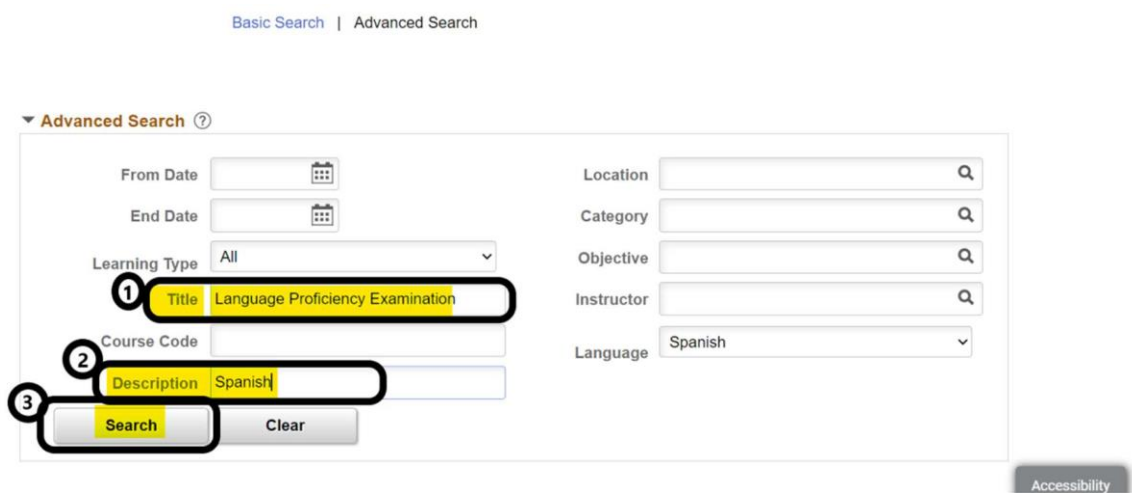 Basic Search | Advanced Search
Advanced Search ?
From Date
Location
End Date
Category
Learning Type All
Objective
1 Title Language Proficiency Examination
Instructor
Course Code
Language Spanish
2 Description Spanish
3 Search Clear
Accessibility